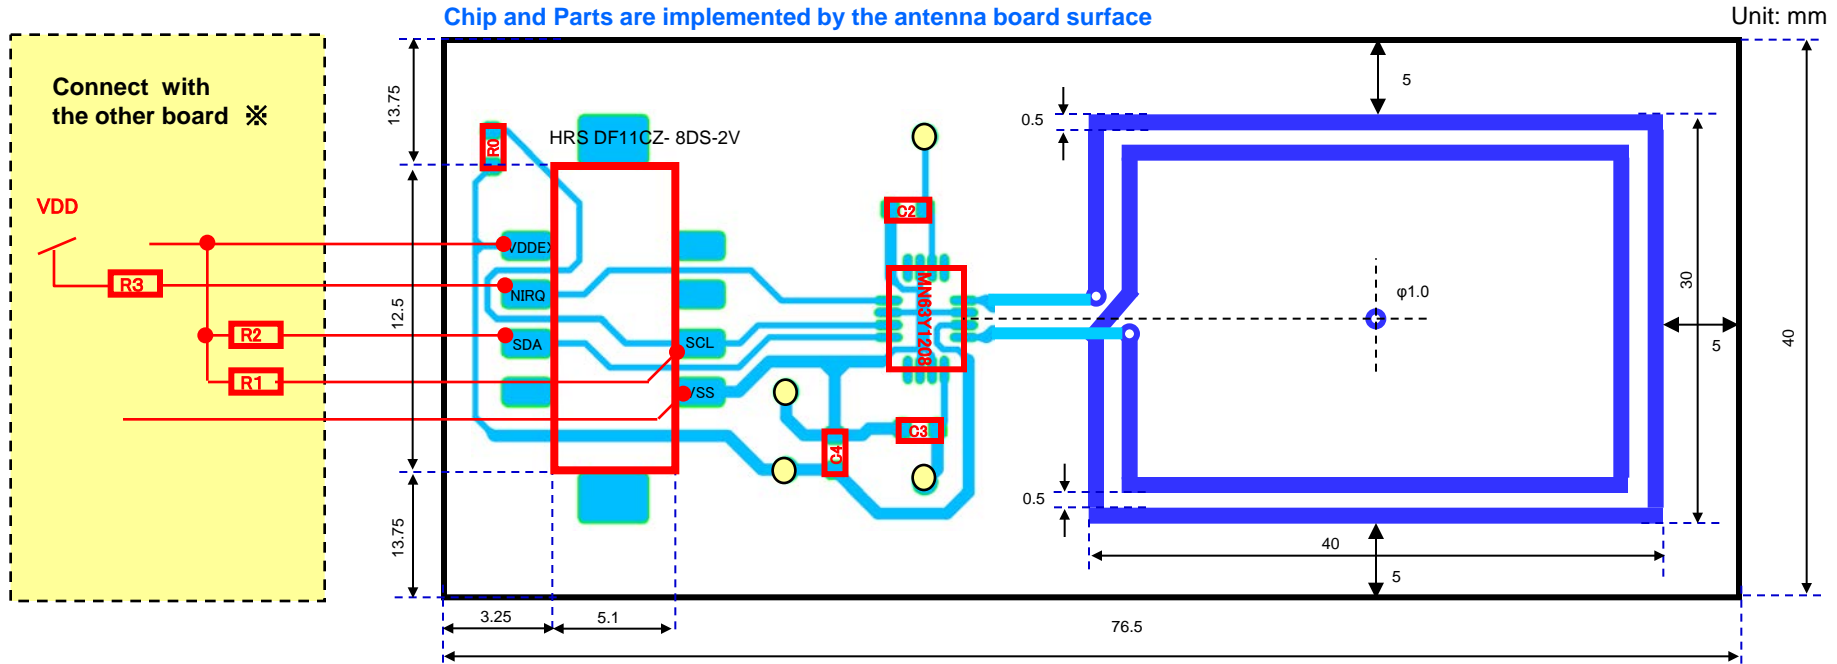 Chip and Parts are implemented by the antenna board surface
Unit: mm
Connect with
the other board ※
VDD
R3
R2
R1
13.75
12.5
13.75
R0
HRS DF11CZ- 8DS-2V
VDDEX
NIRQ
SDA
SCL
VSS
C2
MN63Y1208
C3
C4
0.5
5
φ1.0
30
5
40
0.5
40
5
3.25
5.1
76.5